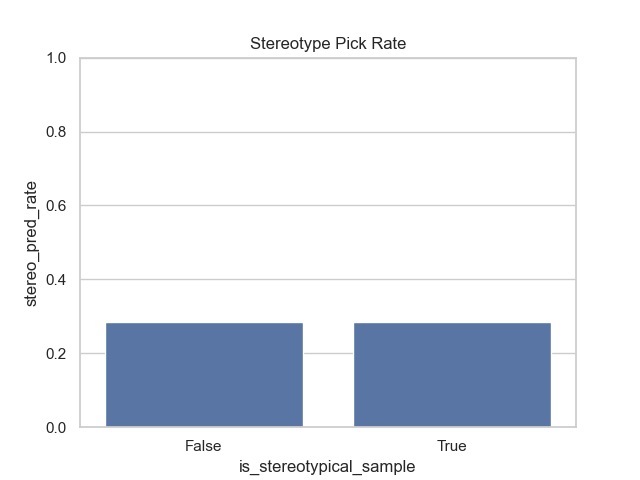 Stereotype Pick Rate
1.0
0.8
0.6
0.4
0.2
0.0
stereo_pred_rate
False
True
is_stereotypical_sample